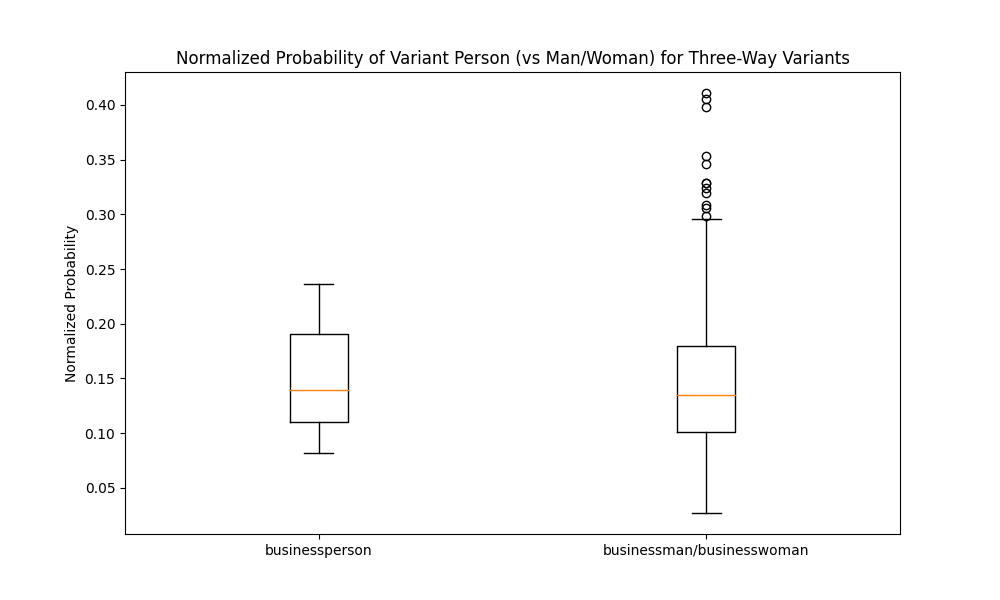 Normalized Probability of Variant Person (vs Man/Woman) for Three-Way Variants
Normalized Probability
0.40
0.35
0.30
0.25
0.20
0.15
0.10
0.05
businessperson
businessman/businesswoman